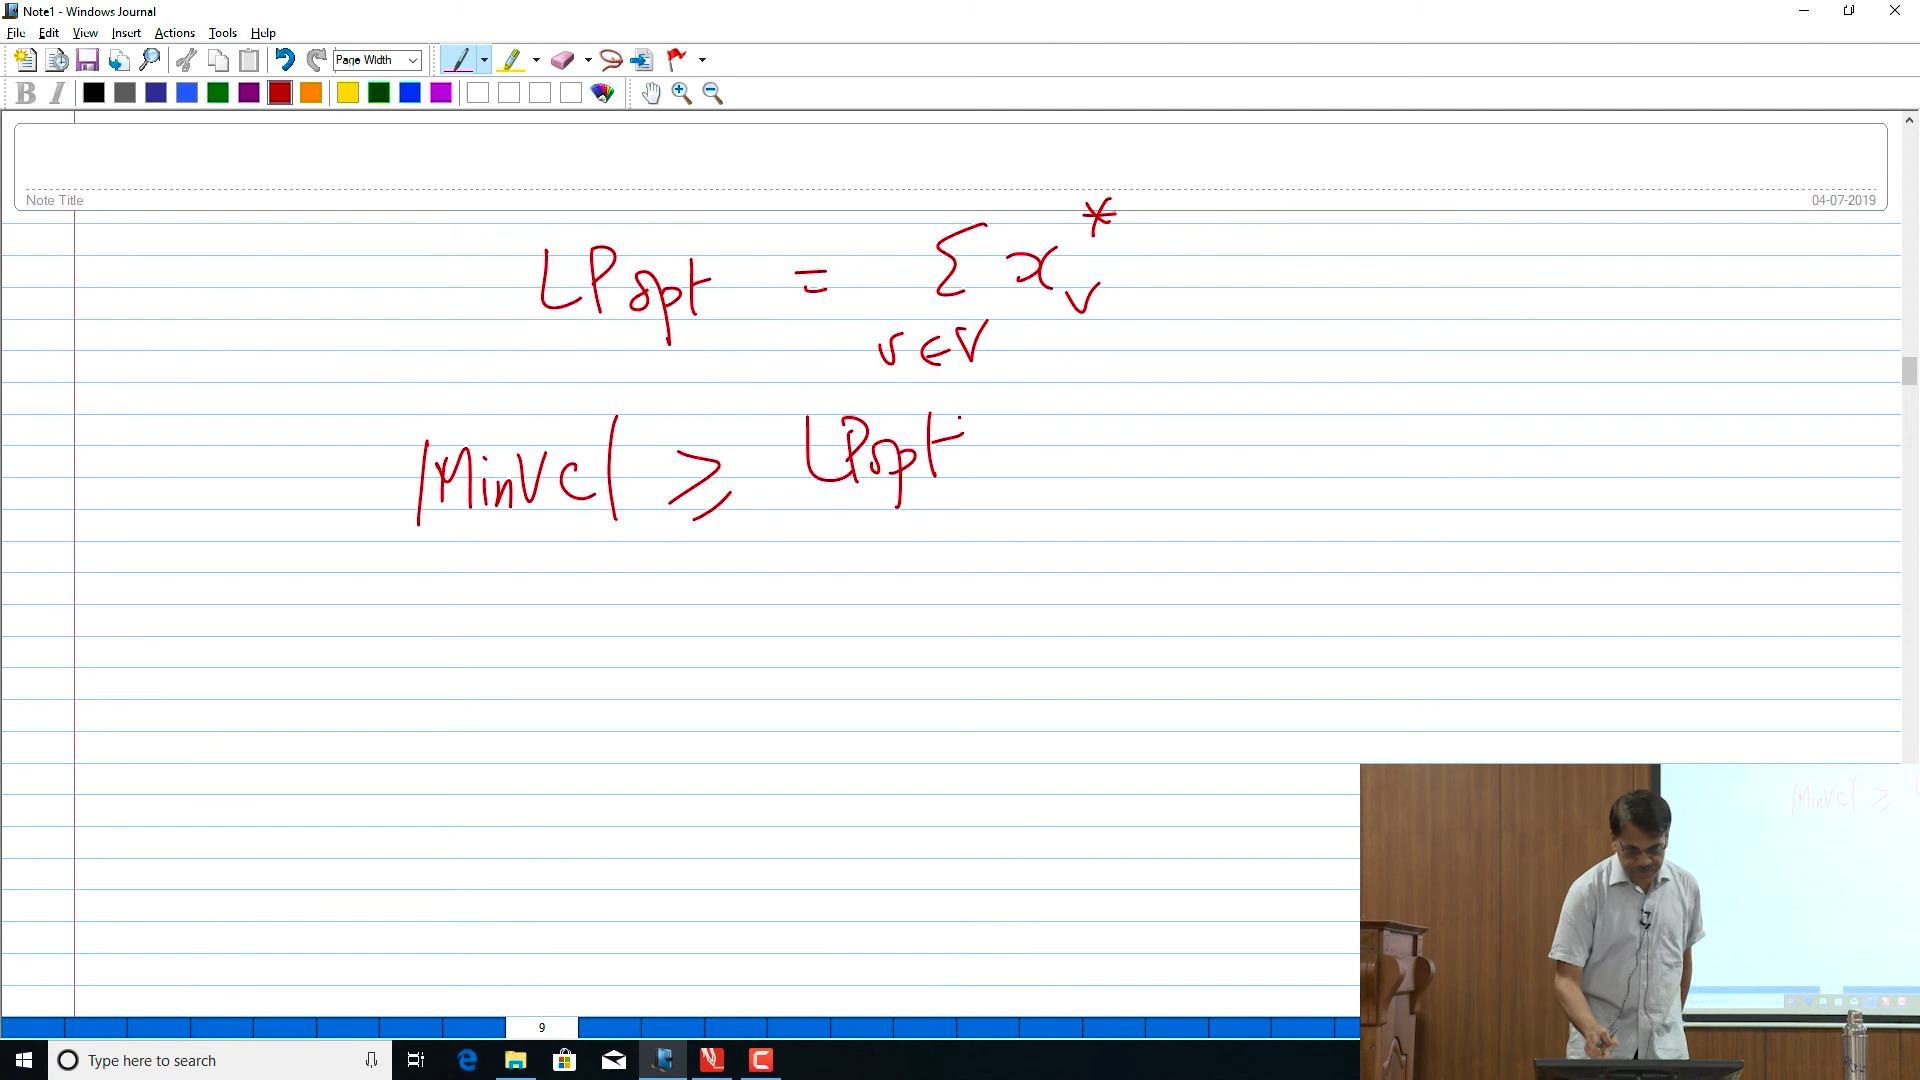 Note1 - Windows Journal
File Edit View Insert Actions Tools Help
Page Width
B I
Note Title
04-07-2019
LPopt = Σ x*v
v∈V
|MinVC| ≥ LPopt
|MinVC| ≥
9
Type here to search